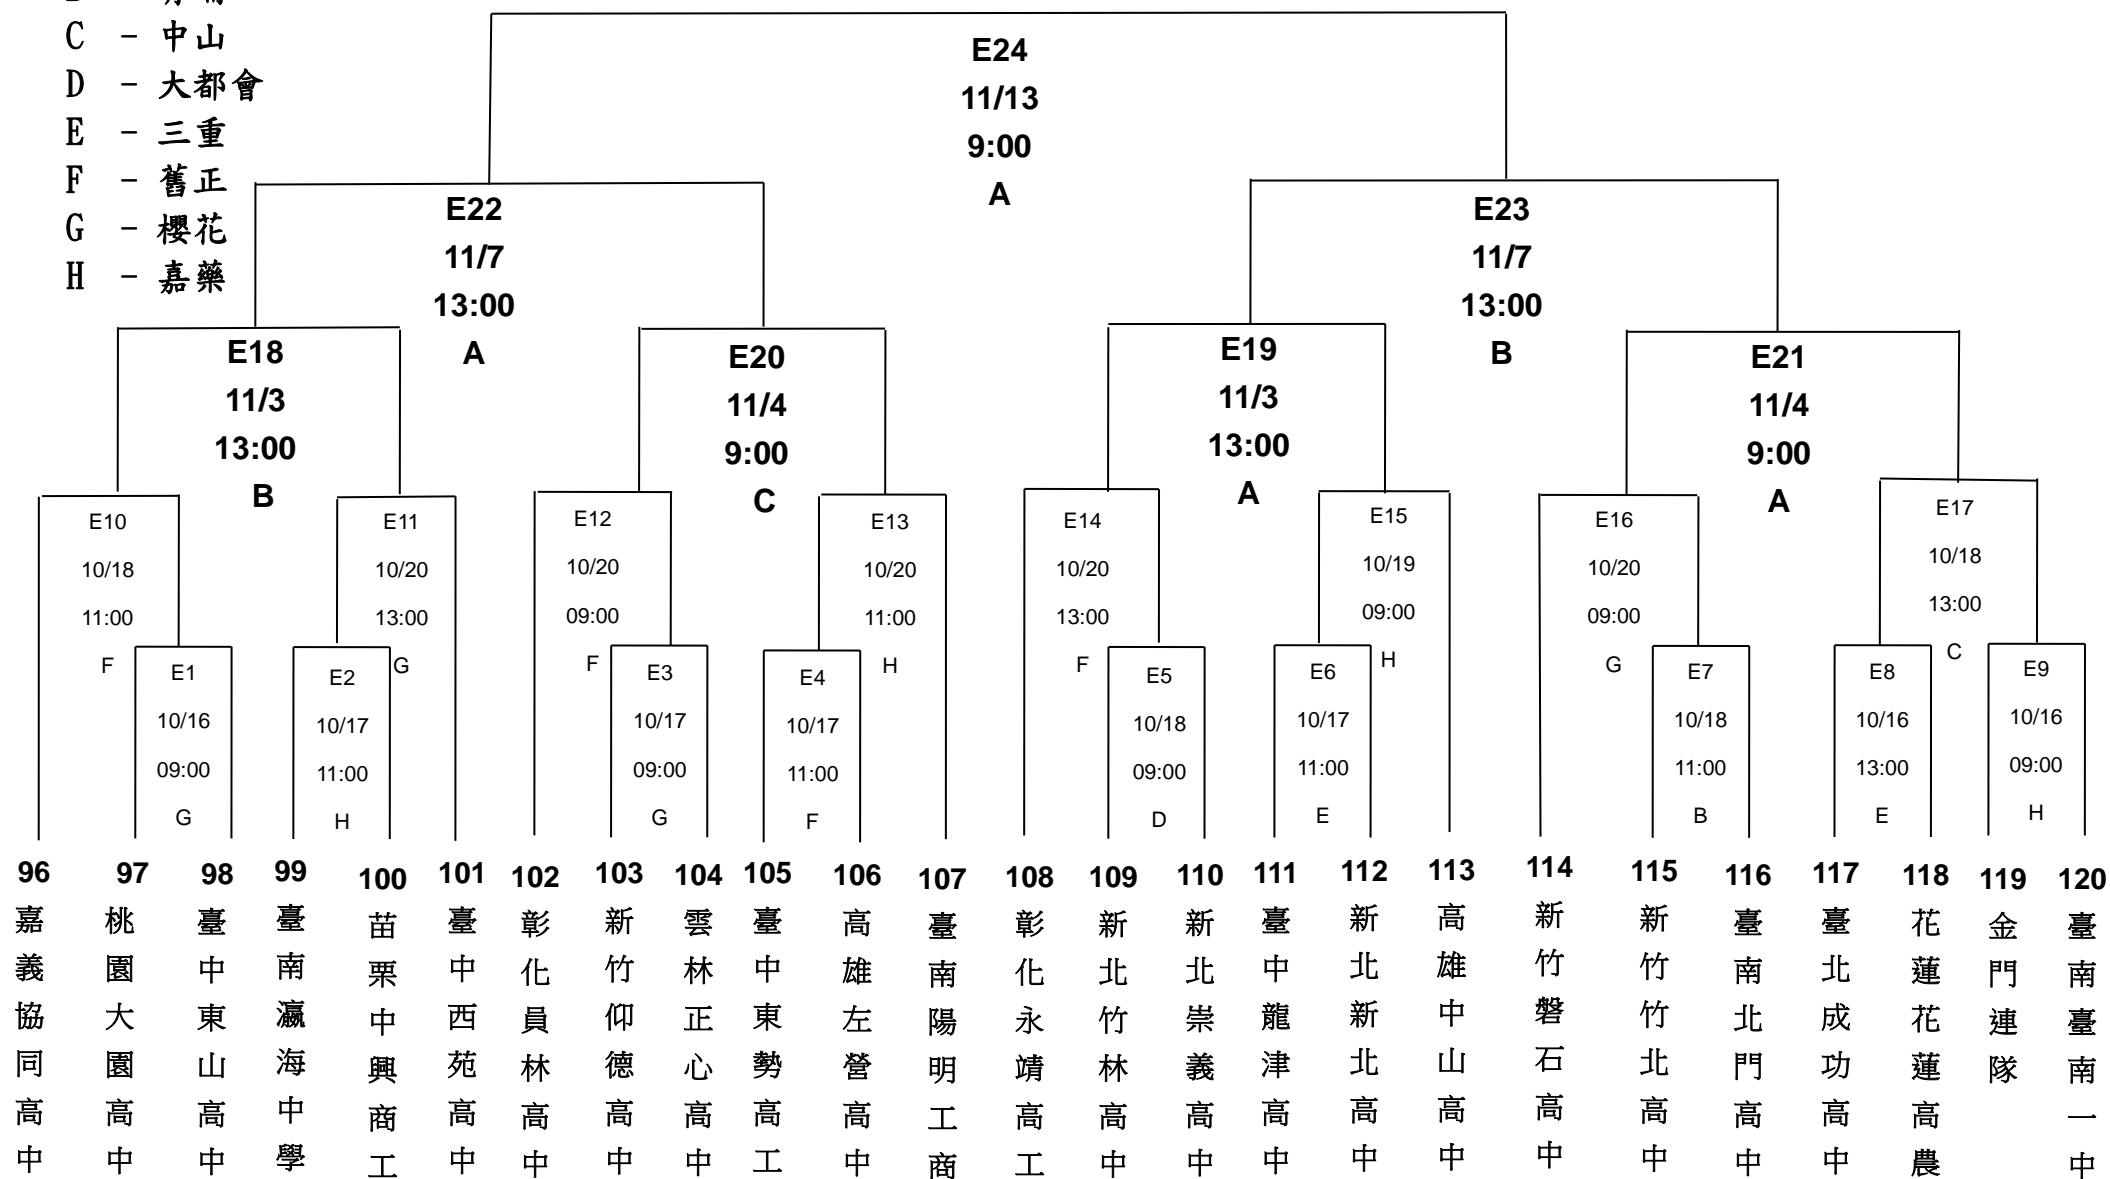 C - 中山
D - 大都會
E - 三重
F - 舊正
G - 櫻花
H - 嘉藥
E24
11/13
9:00
A
E22
11/7
13:00
A
E23
11/7
13:00
B
E18
11/3
13:00
B
E20
11/4
9:00
C
E19
11/3
13:00
A
E21
11/4
9:00
A
E10
10/18
11:00
F
E11
10/20
13:00
G
E12
10/20
09:00
F
E13
10/20
11:00
H
E14
10/20
13:00
F
E15
10/19
09:00
H
E16
10/20
09:00
G
E17
10/18
13:00
C
E1
10/16
09:00
G
E2
10/17
11:00
H
E3
10/17
09:00
G
E4
10/17
11:00
F
E5
10/18
09:00
D
E6
10/17
11:00
E
E7
10/18
11:00
B
E8
10/16
13:00
E
E9
10/16
09:00
H
96
嘉義協同高中
97
桃園大園高中
98
臺中東山高中
99
臺南瀛海中學
100
苗栗中興商工
101
臺中西苑高中
102
彰化員林高中
103
新竹仰德高中
104
雲林正心高中
105
臺中東勢高工
106
高雄左營高中
107
臺南陽明工商
108
彰化永靖高工
109
新北竹林高中
110
新北崇義高中
111
臺中龍津高中
112
新北新北高中
113
高雄中山高中
114
新竹磐石高中
115
新竹竹北高中
116
臺南北門高中
117
臺北成功高中
118
花蓮花蓮高農
119
金門連隊
120
臺南臺南一中